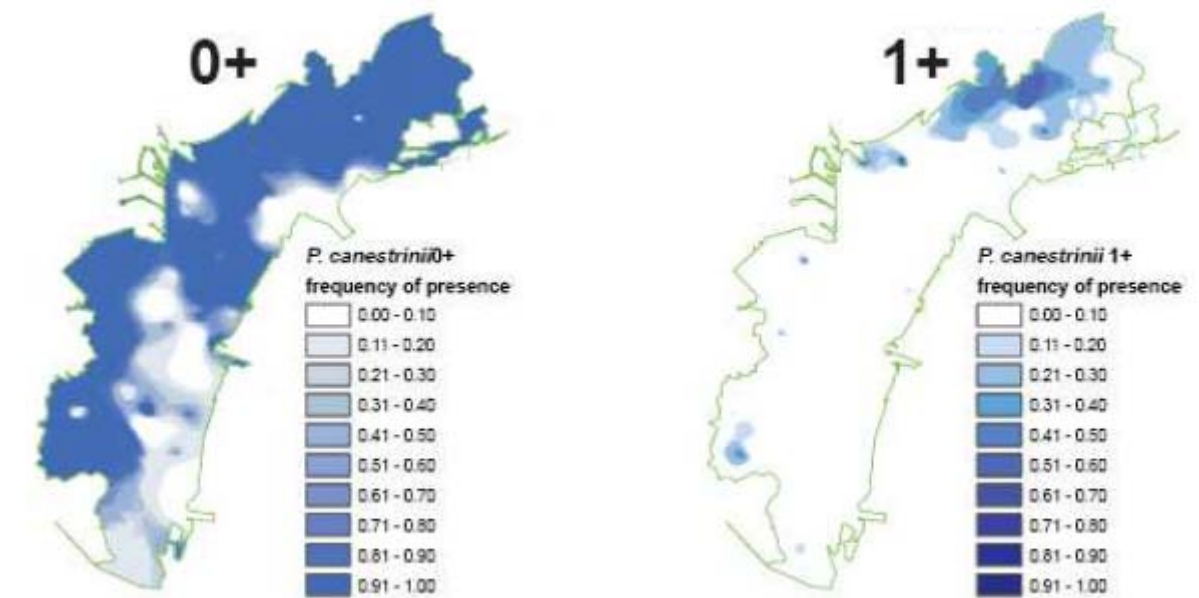 0+
P. canestrinii0+
frequency of presence
0.00 - 0.10
0.11 - 0.20
0.21 - 0.30
0.31 - 0.40
0.41 - 0.50
0.51 - 0.60
0.61 - 0.70
0.71 - 0.80
0.81 - 0.90
0.91 - 1.00
1+
P. canestrinii 1+
frequency of presence
0.00 - 0.10
0.11 - 0.20
0.21 - 0.30
0.31 - 0.40
0.41 - 0.50
0.51 - 0.60
0.61 - 0.70
0.71 - 0.80
0.81 - 0.90
0.91 - 1.00